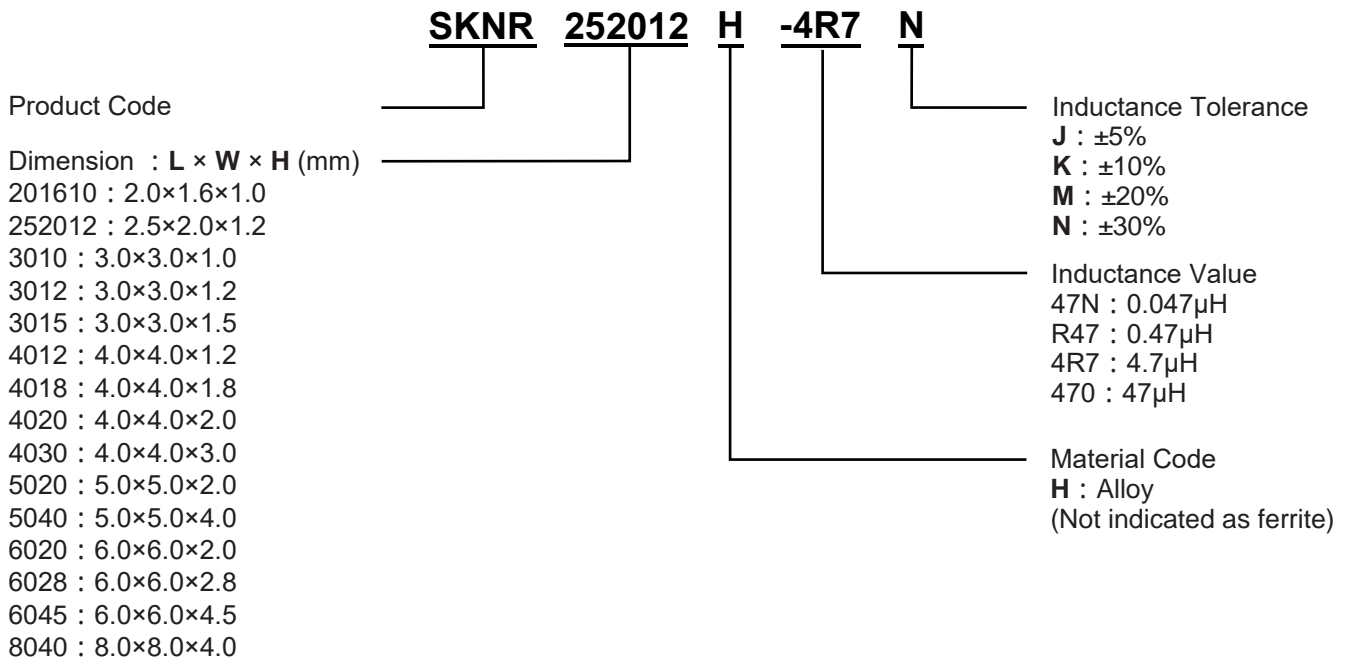 SKNR 252012 H -4R7 N
Product Code
Dimension ：L × W × H (mm)
201610：2.0×1.6×1.0
252012：2.5×2.0×1.2
3010：3.0×3.0×1.0
3012：3.0×3.0×1.2
3015：3.0×3.0×1.5
4012：4.0×4.0×1.2
4018：4.0×4.0×1.8
4020：4.0×4.0×2.0
4030：4.0×4.0×3.0
5020：5.0×5.0×2.0
5040：5.0×5.0×4.0
6020：6.0×6.0×2.0
6028：6.0×6.0×2.8
6045：6.0×6.0×4.5
8040：8.0×8.0×4.0
Inductance Tolerance
J：±5%
K：±10%
M：±20%
N：±30%
Inductance Value
47N：0.047μH
R47：0.47μH
4R7：4.7μH
470：47μH
Material Code
H：Alloy
(Not indicated as ferrite)